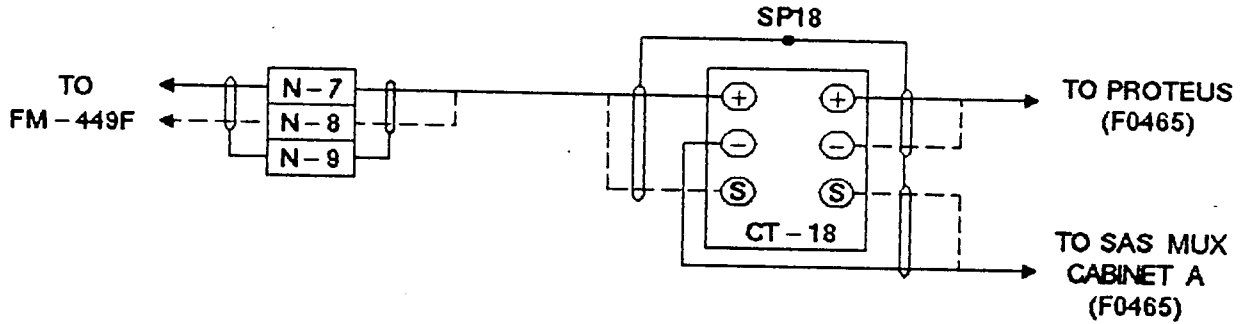 SP18
TO
FM-449F
N-7
N-8
N-9
+
+
-
-
S
S
CT-18
TO PROTEUS
(F0465)
TO SAS MUX
CABINET A
(F0465)